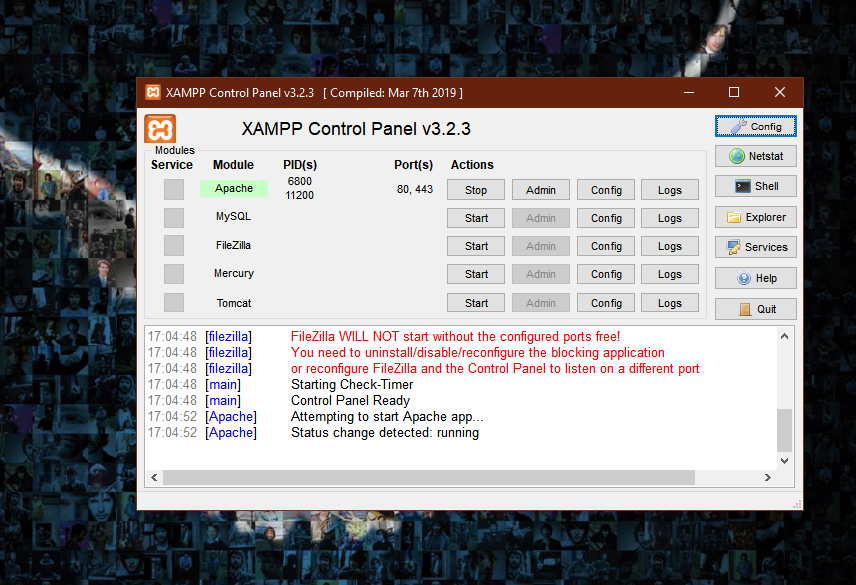 XAMPP Control Panel v3.2.3 [ Compiled: Mar 7th 2019 ]
XAMPP Control Panel v3.2.3
Config
Modules
Service Module PID(s) Port(s) Actions
Netstat
Apache 6800 80, 443 Stop Admin Config Logs
11200
Shell
MySQL Start Admin Config Logs
Explorer
FileZilla Start Admin Config Logs
Services
Mercury Start Admin Config Logs
Help
Tomcat Start Admin Config Logs
Quit
17:04:48 [filezilla] FileZilla WILL NOT start without the configured ports free!
17:04:48 [filezilla] You need to uninstall/disable/reconfigure the blocking application
17:04:48 [filezilla] or reconfigure FileZilla and the Control Panel to listen on a different port
17:04:48 [main] Starting Check-Timer
17:04:48 [main] Control Panel Ready
17:04:52 [Apache] Attempting to start Apache app...
17:04:52 [Apache] Status change detected: running